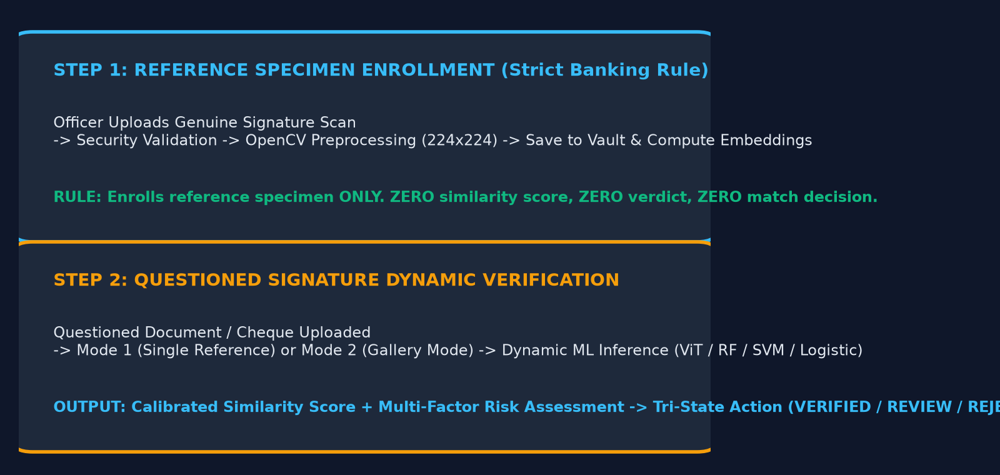 STEP 1: REFERENCE SPECIMEN ENROLLMENT (Strict Banking Rule)
Officer Uploads Genuine Signature Scan
-> Security Validation -> OpenCV Preprocessing (224x224) -> Save to Vault & Compute Embeddings
RULE: Enrolls reference specimen ONLY. ZERO similarity score, ZERO verdict, ZERO match decision.
STEP 2: QUESTIONED SIGNATURE DYNAMIC VERIFICATION
Questioned Document / Cheque Uploaded
-> Mode 1 (Single Reference) or Mode 2 (Gallery Mode) -> Dynamic ML Inference (ViT / RF / SVM / Logistic)
OUTPUT: Calibrated Similarity Score + Multi-Factor Risk Assessment -> Tri-State Action (VERIFIED / REVIEW /